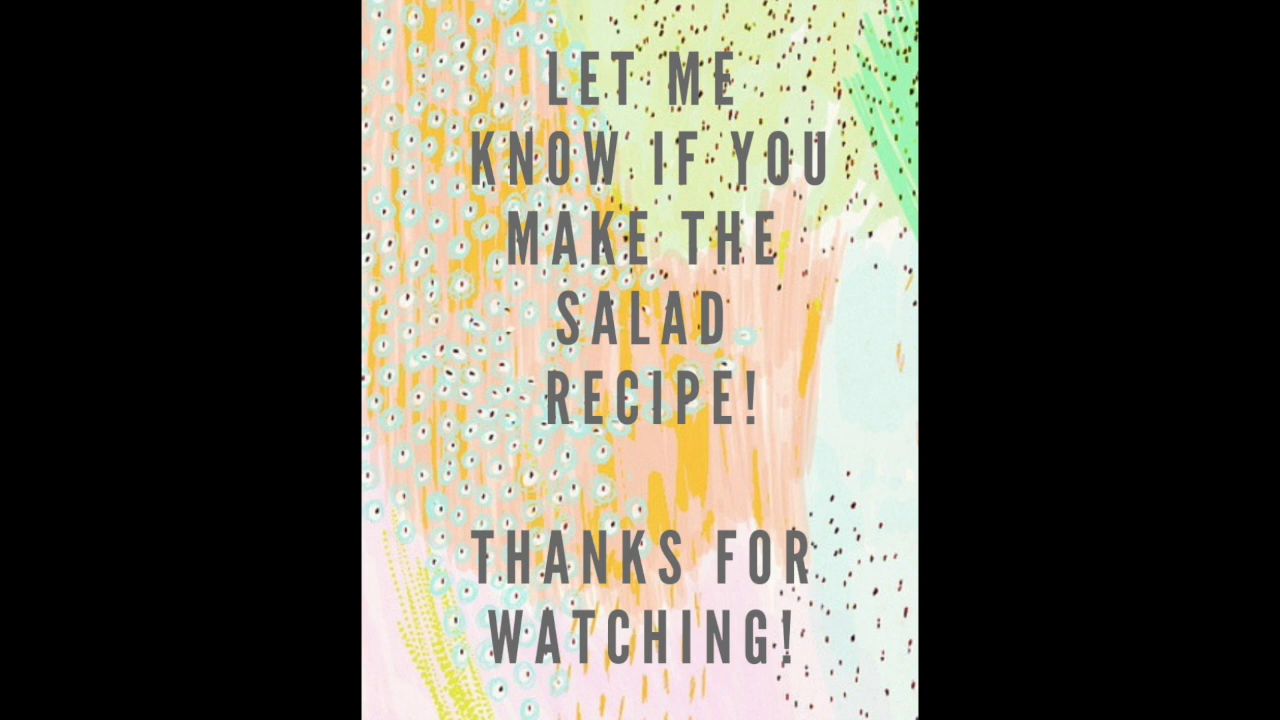 LET ME
KNOW IF YOU
MAKE THE
SALAD
RECIPE!
THANKS FOR
WATCHING!